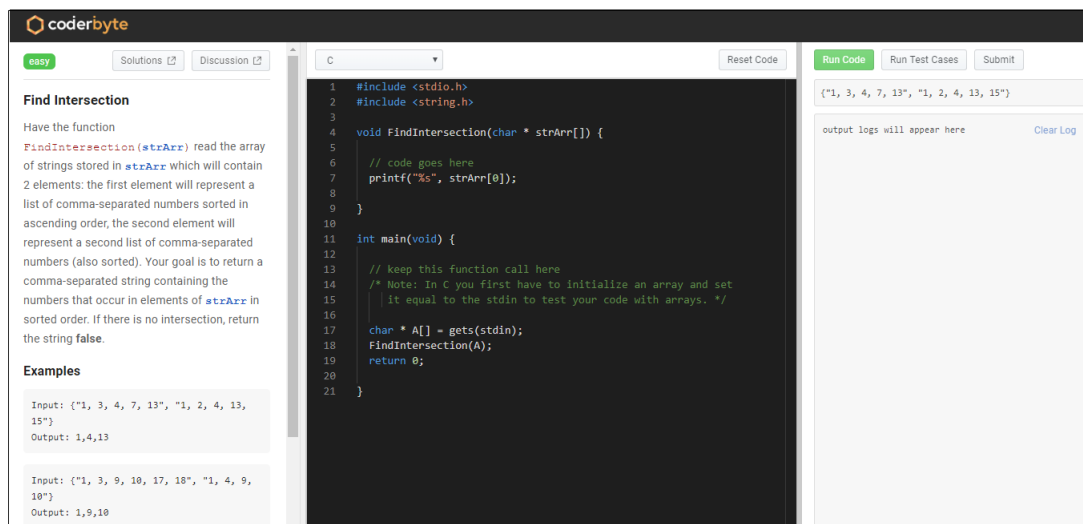 coderbyte
easy
Solutions
Discussion
Find Intersection
Have the function
FindIntersection(strArr) read the array
of strings stored in strArr which will contain
2 elements: the first element will represent a
list of comma-separated numbers sorted in
ascending order, the second element will
represent a second list of comma-separated
numbers (also sorted). Your goal is to return a
comma-separated string containing the
numbers that occur in elements of strArr in
sorted order. If there is no intersection, return
the string false.
Examples
Input: {"1, 3, 4, 7, 13", "1, 2, 4, 13,
15"}
Output: 1,4,13
Input: {"1, 3, 9, 10, 17, 18", "1, 4, 9,
10"}
Output: 1,9,10
C
Reset Code
1 #include <stdio.h>
2 #include <string.h>
3
4 void FindIntersection(char * strArr[]) {
5
6 // code goes here
7 printf("%s", strArr[0]);
8
9 }
10
11 int main(void) {
12
13 // keep this function call here
14 /* Note: In C you first have to initialize an array and set
15 it equal to the stdin to test your code with arrays. */
16
17 char * A[] = gets(stdin);
18 FindIntersection(A);
19 return 0;
20
21 }
Run Code
Run Test Cases
Submit
{"1, 3, 4, 7, 13", "1, 2, 4, 13, 15"}
output logs will appear here
Clear Log